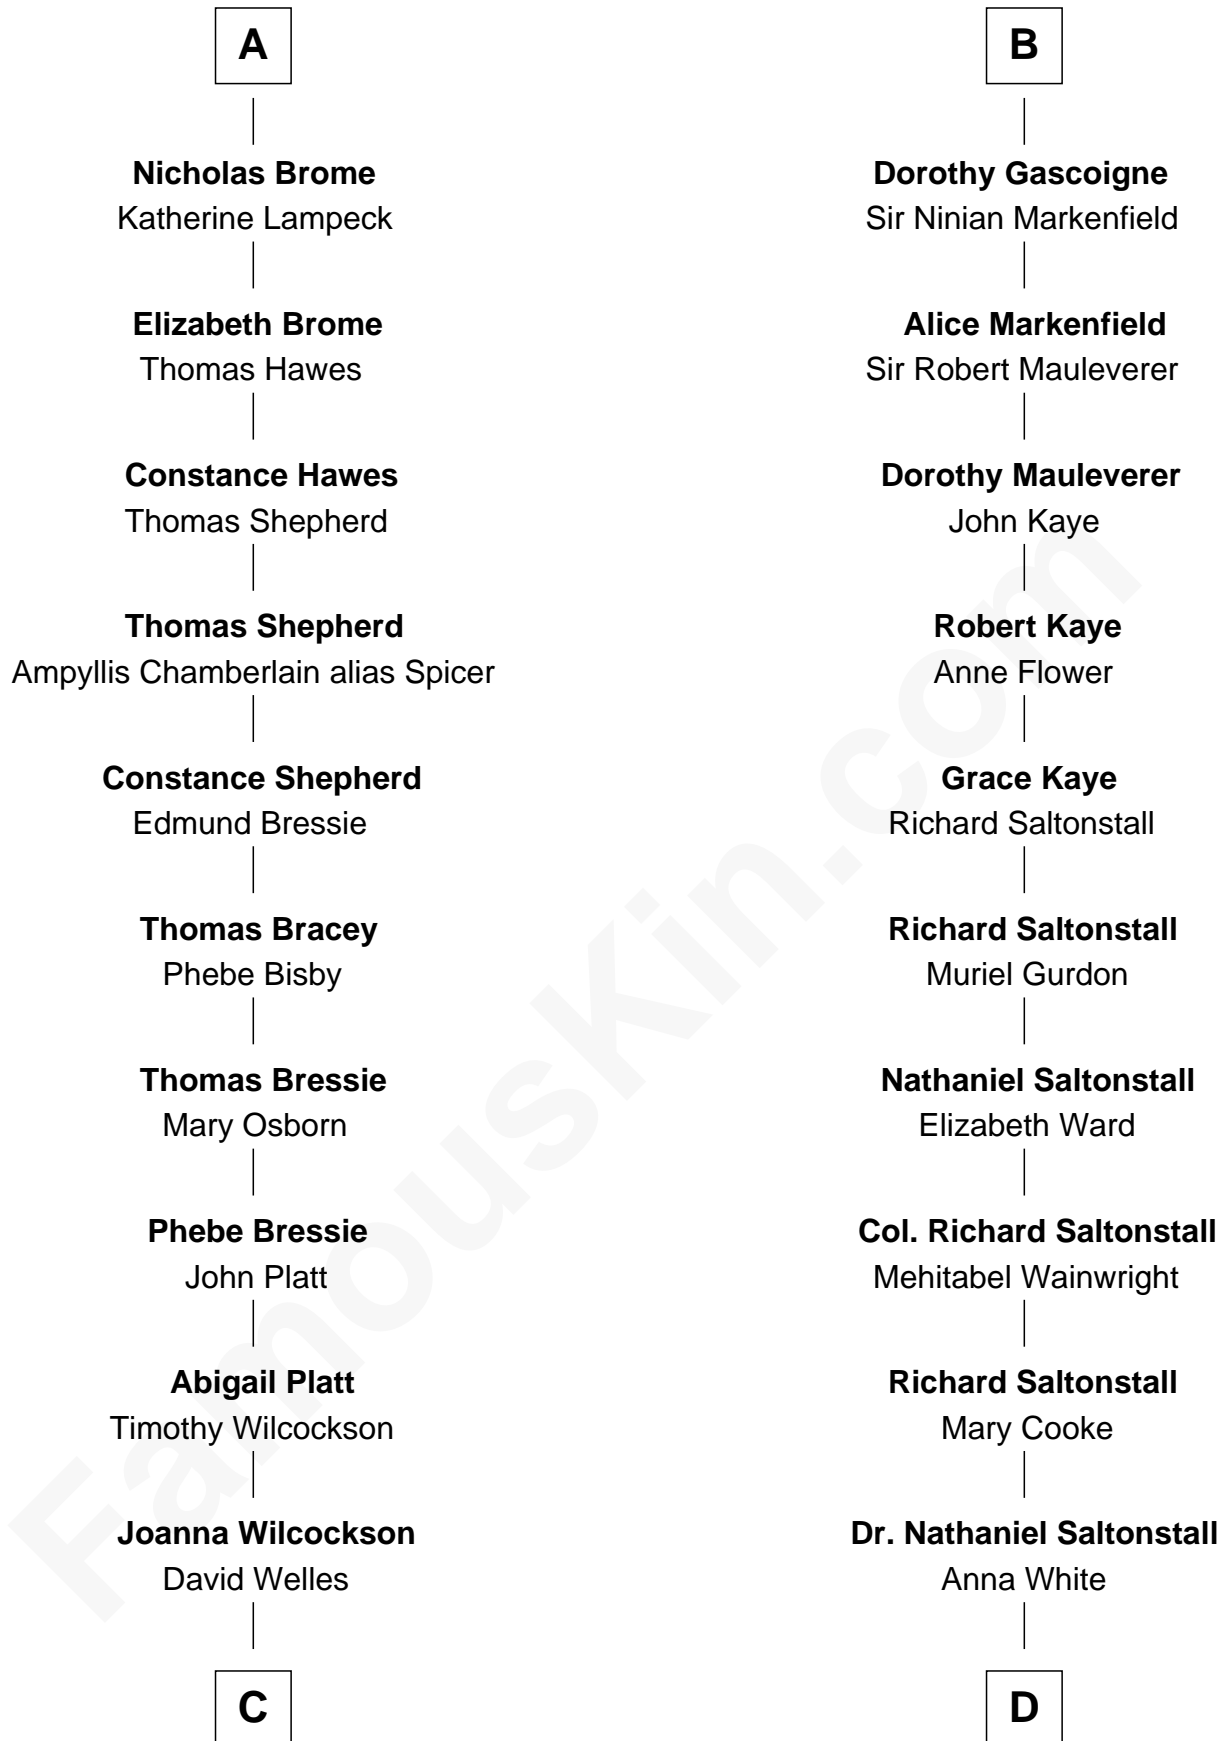 A
Nicholas Brome
Katherine Lampeck
Elizabeth Brome
Thomas Hawes
Constance Hawes
Thomas Shepherd
Thomas Shepherd
Ampyllis Chamberlain alias Spicer
Constance Shepherd
Edmund Bressie
Thomas Bracey
Phebe Bisby
Thomas Bressie
Mary Osborn
Phebe Bressie
John Platt
Abigail Platt
Timothy Wilcockson
Joanna Wilcockson
David Welles
C
B
Dorothy Gascoigne
Sir Ninian Markenfield
Alice Markenfield
Sir Robert Mauleverer
Dorothy Mauleverer
John Kaye
Robert Kaye
Anne Flower
Grace Kaye
Richard Saltonstall
Richard Saltonstall
Muriel Gurdon
Nathaniel Saltonstall
Elizabeth Ward
Col. Richard Saltonstall
Mehitabel Wainwright
Richard Saltonstall
Mary Cooke
Dr. Nathaniel Saltonstall
Anna White
D
FamousKin.com